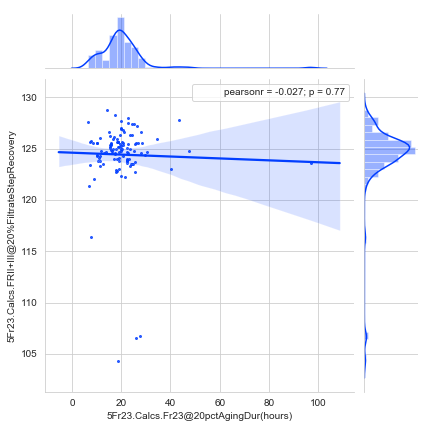 pearsonr = -0.027; p = 0.77
130
125
120
115
110
105
5Fr23.Calcs.FRII+III@20%FiltrateStepRecovery
0 20 40 60 80 100
5Fr23.Calcs.Fr23@20pctAgingDur(hours)